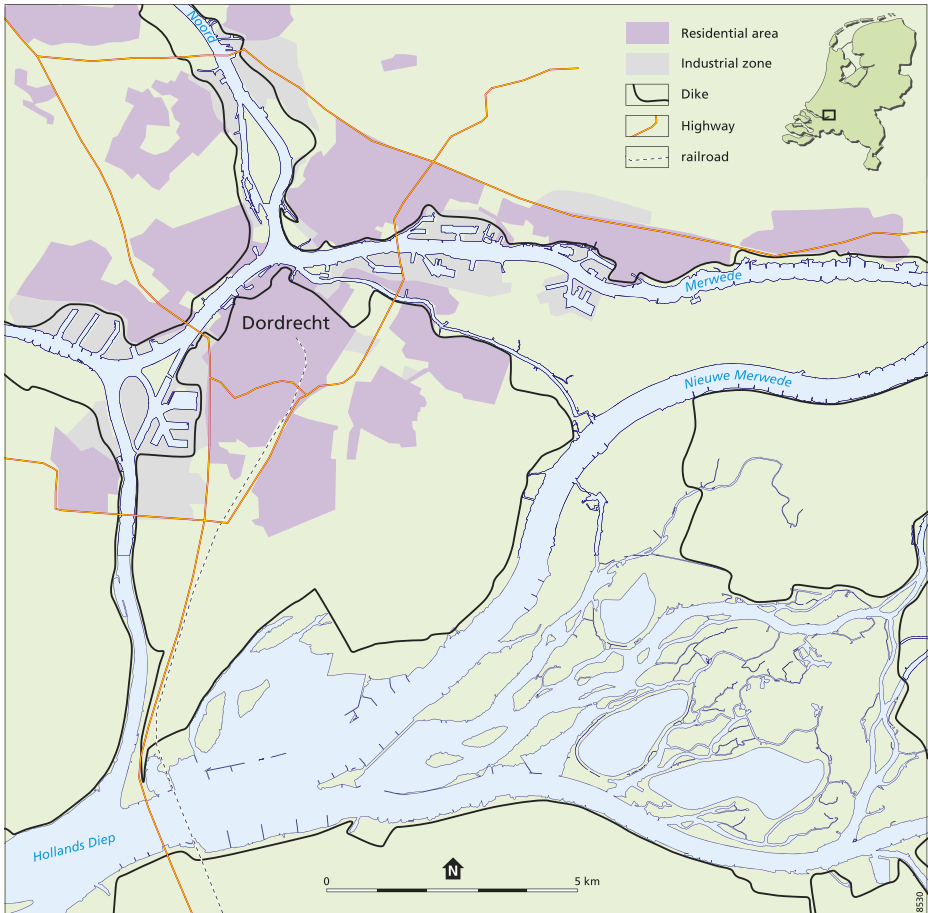 Noord
Residential area
Industrial zone
Dike
Highway
railroad
Merwede
Dordrecht
Nieuwe Merwede
Hollands Diep
N
0 5 km
8530